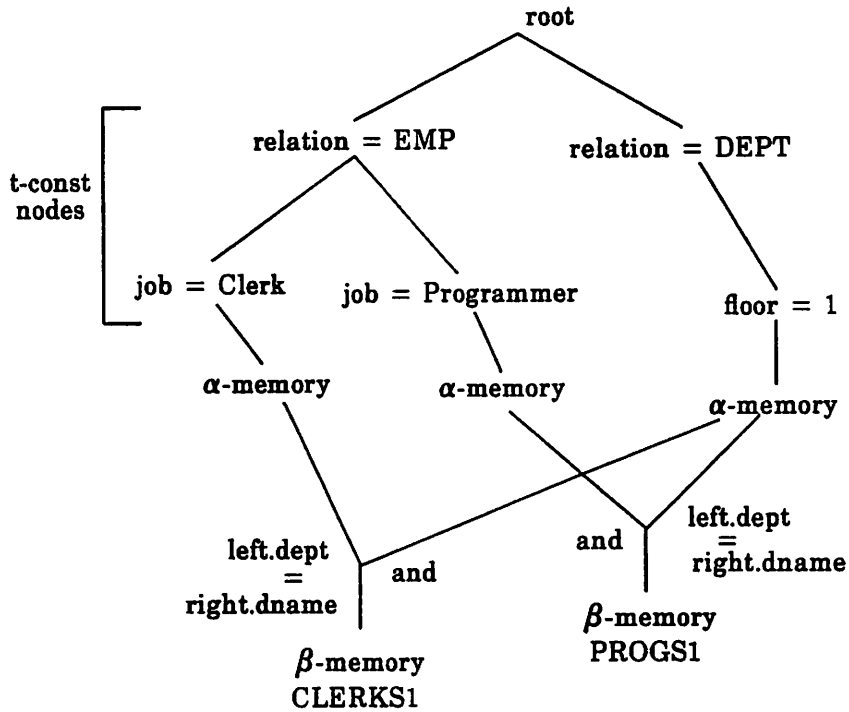 root
relation = EMP
relation = DEPT
t-const
nodes
job = Clerk
job = Programmer
floor = 1
α-memory
α-memory
α-memory
left.dept
=
right.dname
and
and
left.dept
=
right.dname
β-memory
CLERKS1
β-memory
PROGS1